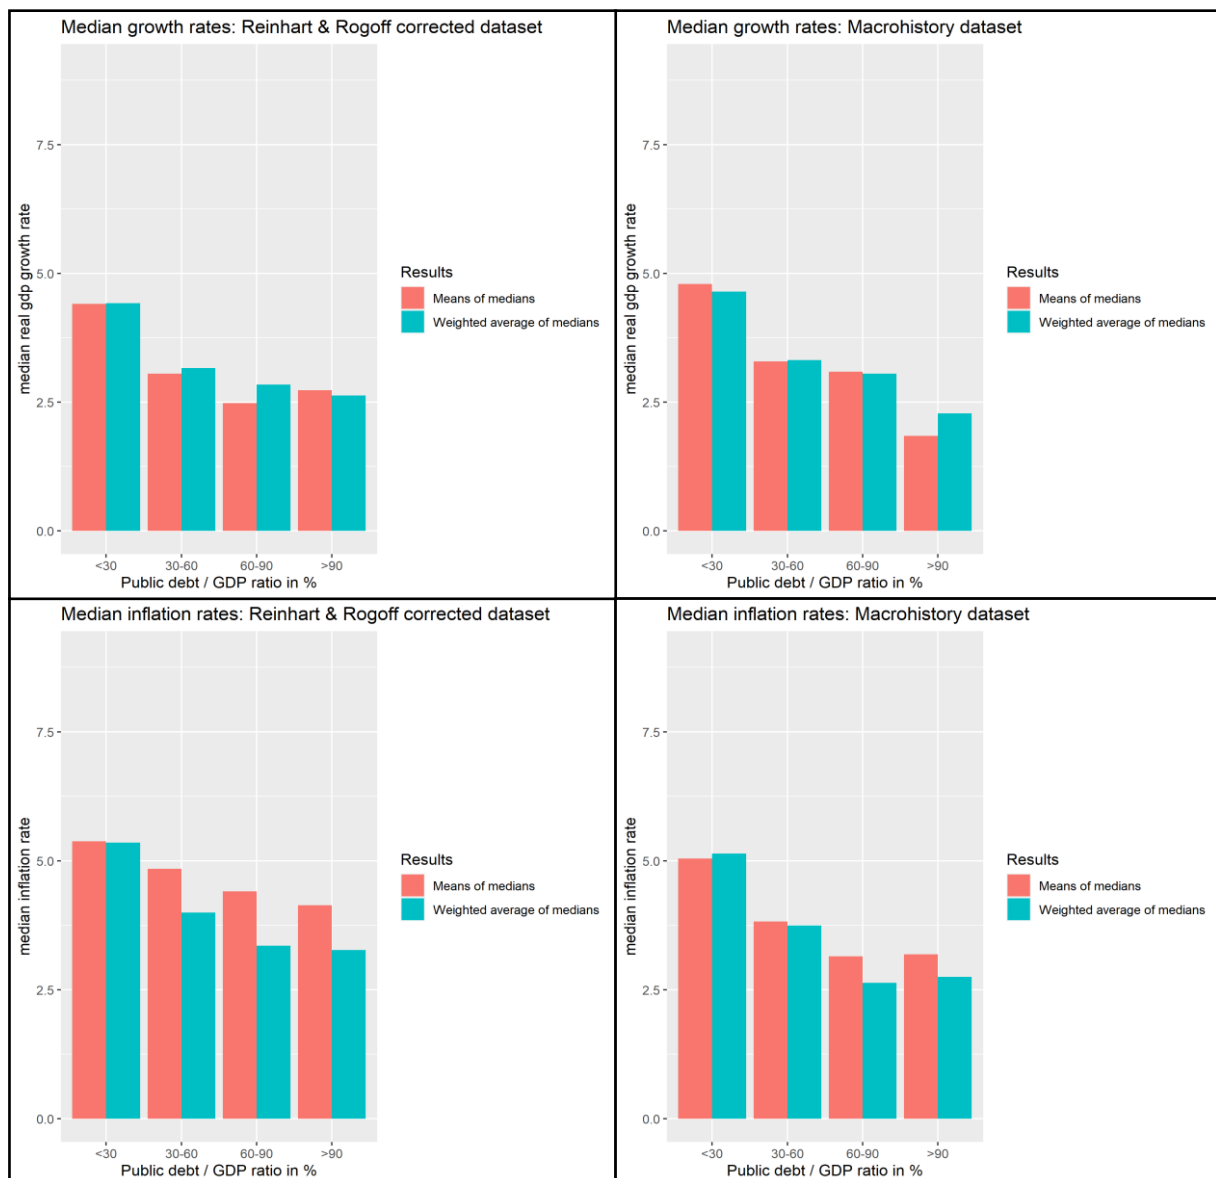 Median growth rates: Reinhart & Rogoff corrected dataset
7.5
5.0
2.5
0.0
median real gdp growth rate
<30 30-60 60-90 >90
Public debt / GDP ratio in %
Results
Means of medians
Weighted average of medians
Median growth rates: Macrohistory dataset
7.5
5.0
2.5
0.0
median real gdp growth rate
<30 30-60 60-90 >90
Public debt / GDP ratio in %
Results
Means of medians
Weighted average of medians
Median inflation rates: Reinhart & Rogoff corrected dataset
7.5
5.0
2.5
0.0
median inflation rate
<30 30-60 60-90 >90
Public debt / GDP ratio in %
Results
Means of medians
Weighted average of medians
Median inflation rates: Macrohistory dataset
7.5
5.0
2.5
0.0
median inflation rate
<30 30-60 60-90 >90
Public debt / GDP ratio in %
Results
Means of medians
Weighted average of medians